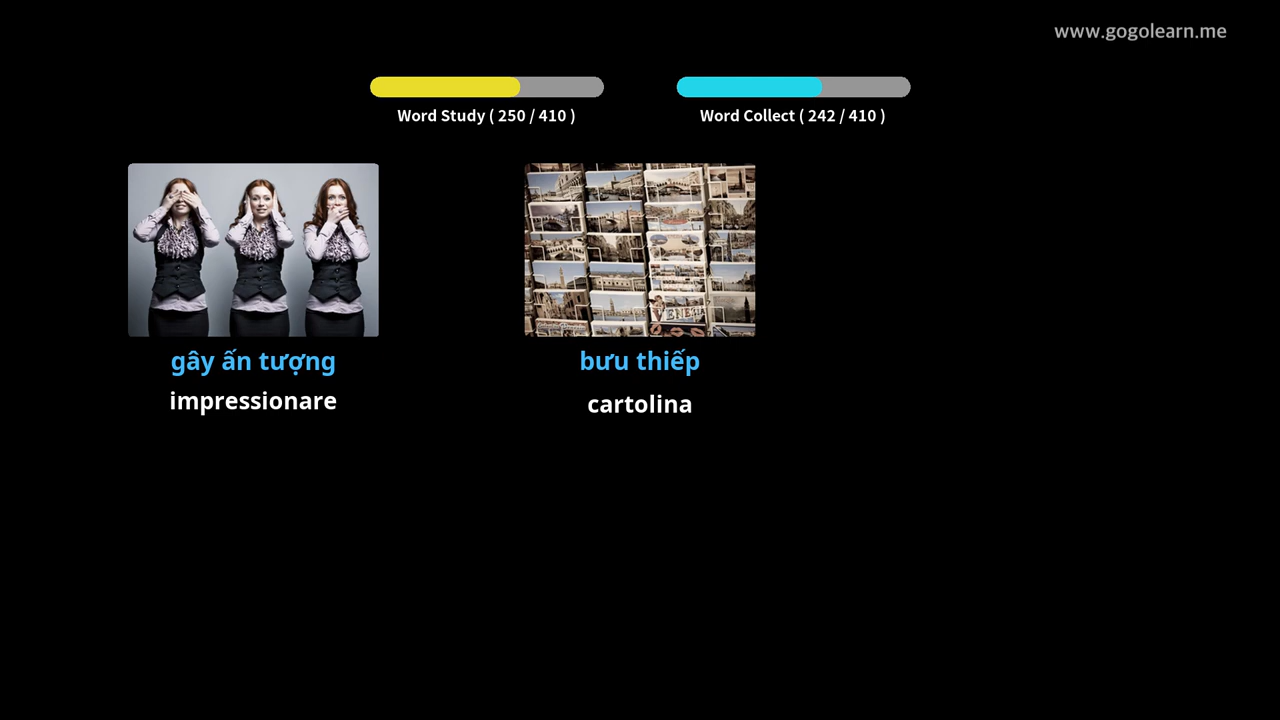 www.gogolearn.me
Word Study ( 250 / 410 )
Word Collect ( 242 / 410 )
gây ấn tượng
impressionare
bưu thiếp
cartolina